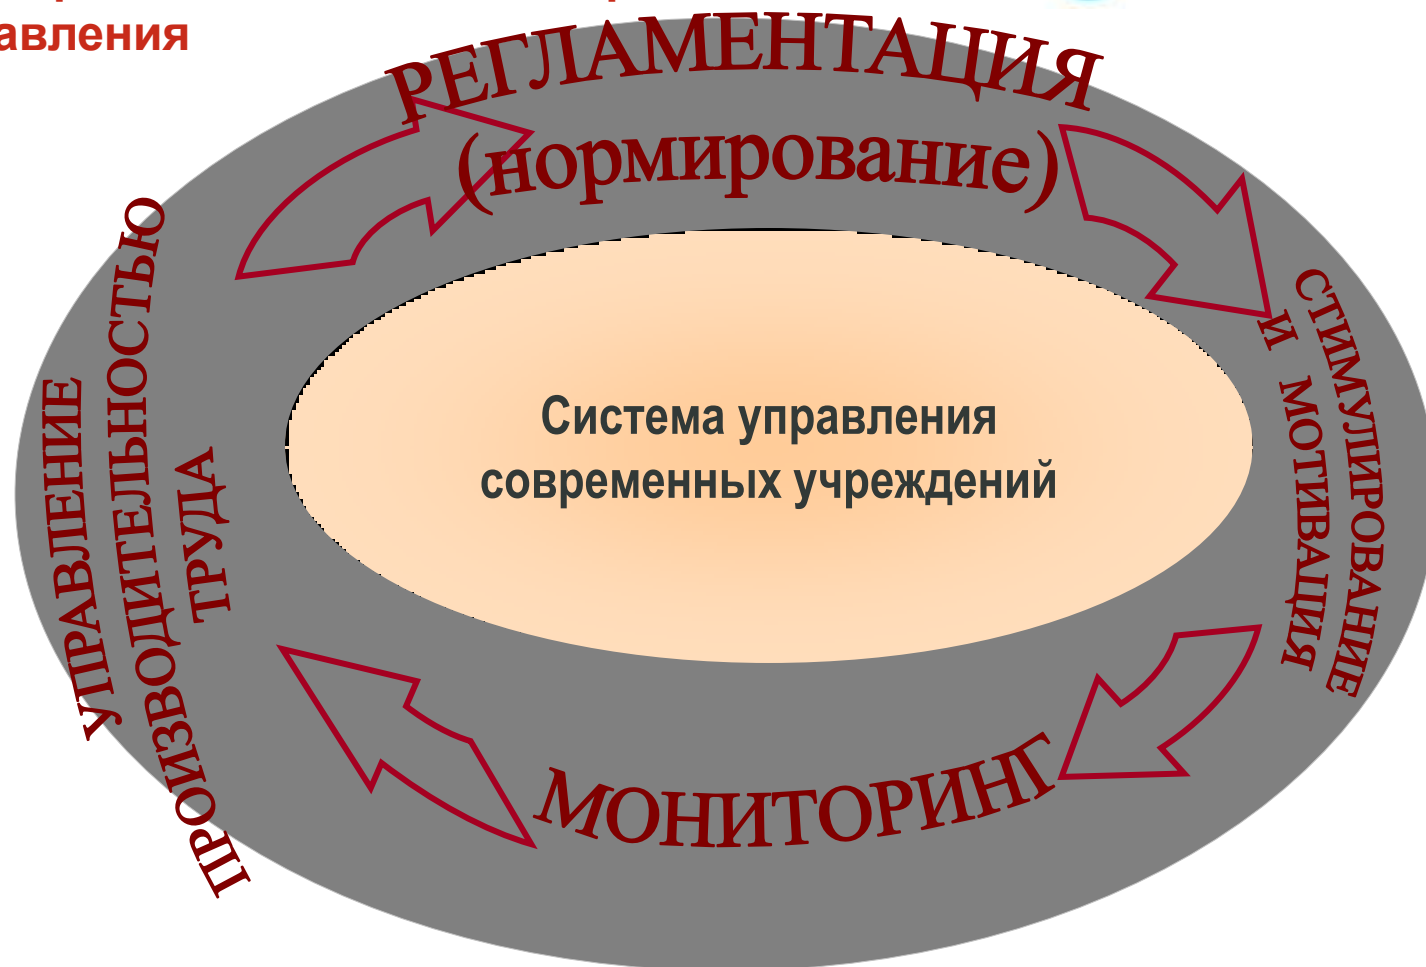 авления
РЕГЛАМЕНТАЦИЯ
(нормирование)
СТИМУЛИРОВАНИЕ
И МОТИВАЦИЯ
Система управления
современных учреждений
УПРАВЛЕНИЕ
ПРОИЗВОДИТЕЛЬНОСТЬЮ
ТРУДА
МОНИТОРИНГ